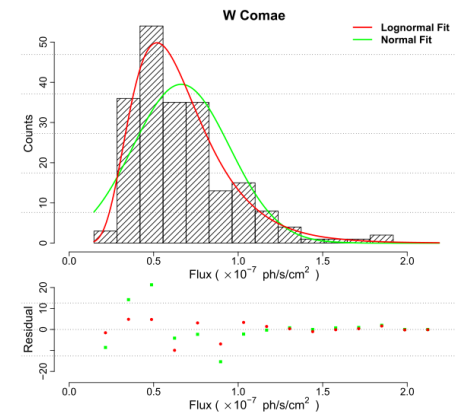 W Comae
Lognormal Fit
Normal Fit
Counts
50
40
30
20
10
0
0.0 0.5 1.0 1.5 2.0
Flux ( ×10⁻⁷ ph/s/cm² )
Residual
20
10
0
−20
0.0 0.5 1.0 1.5 2.0
Flux ( ×10⁻⁷ ph/s/cm² )